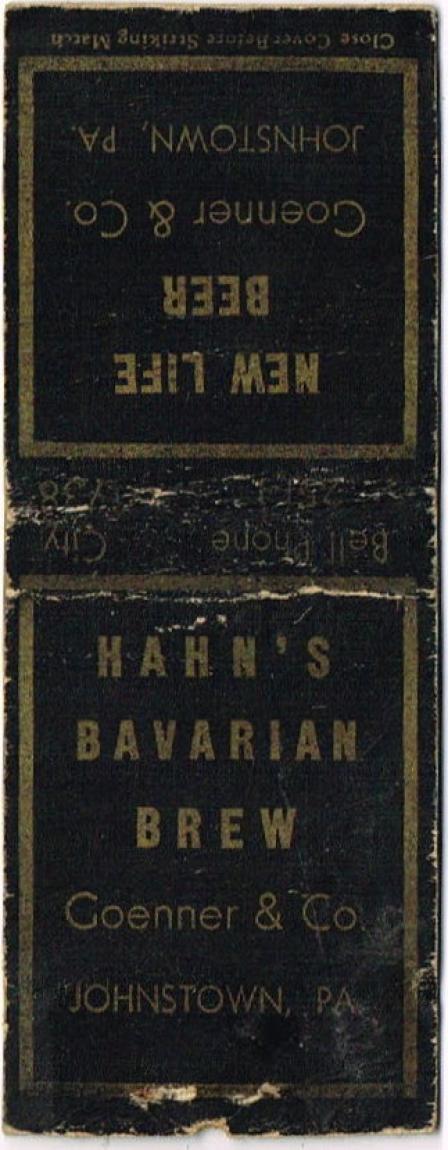 Close Cover Before Striking Match
JOHNSTOWN, PA.
Goenner & Co.
BEER
NEW LIFE
Bell Phone City
HAHN'S
BAVARIAN
BREW
Goenner & Co.
JOHNSTOWN, PA.